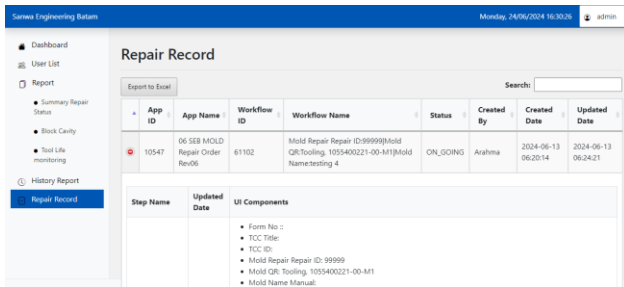 Sanwa Engineering Batam
Monday, 24/06/2024 16:30:26
admin
Dashboard
User List
Report
Summary Repair
Status
Block Cavity
Tool Life
monitoring
History Report
Repair Record
Repair Record
Export to Excel
Search:
App ID
App Name
Workflow ID
Workflow Name
Status
Created By
Created Date
Updated Date
10547
06 SEB MOLD
Repair Order
Rev06
61102
Mold Repair Repair ID:99999|Mold
QR:Tooling, 1055400221-00-M1|Mold
Name:testing 4
ON_GOING
Arahma
2024-06-13
06:20:14
2024-06-13
06:24:21
Step Name
Updated Date
UI Components
• Form No ::
• TCC Title:
• TCC ID:
• Mold Repair Repair ID: 99999
• Mold QR: Tooling, 1055400221-00-M1
• Mold Name Manual: